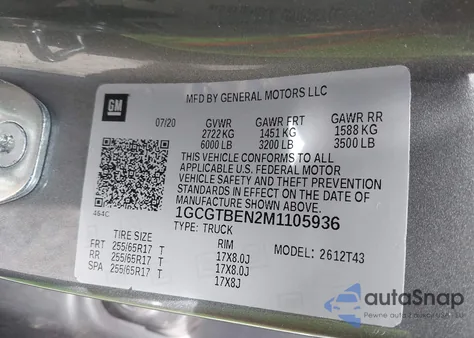 GM
MFD BY GENERAL MOTORS LLC
07/20 GVWR GAWR FRT GAWR RR
2722 KG 1451 KG 1588 KG
6000 LB 3200 LB 3500 LB
THIS VEHICLE CONFORMS TO ALL
APPLICABLE U.S. FEDERAL MOTOR
VEHICLE SAFETY AND THEFT PREVENTION
STANDARDS IN EFFECT ON THE DATE OF
MANUFACTURE SHOWN ABOVE.
464C 1GCGTBEN2M1105936
TYPE: TRUCK
TIRE SIZE RIM MODEL: 2612T43
FRT 255/65R17 T 17X8.0J
RR 255/65R17 T 17X8.0J
SPA 255/65R17 T 17X8J
autoSnap
Pewne auto z